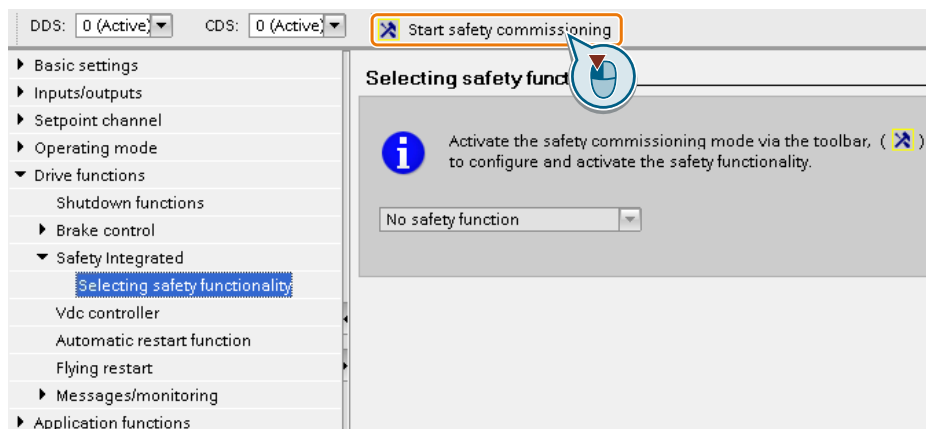 DDS: 0 (Active) CDS: 0 (Active) Start safety commissioning
Basic settings
Inputs/outputs
Setpoint channel
Operating mode
Drive functions
Shutdown functions
Brake control
Safety Integrated
Selecting safety functionality
Vdc controller
Automatic restart function
Flying restart
Messages/monitoring
Application functions
Selecting safety funct
Activate the safety commissioning mode via the toolbar, ( )
to configure and activate the safety functionality.
No safety function